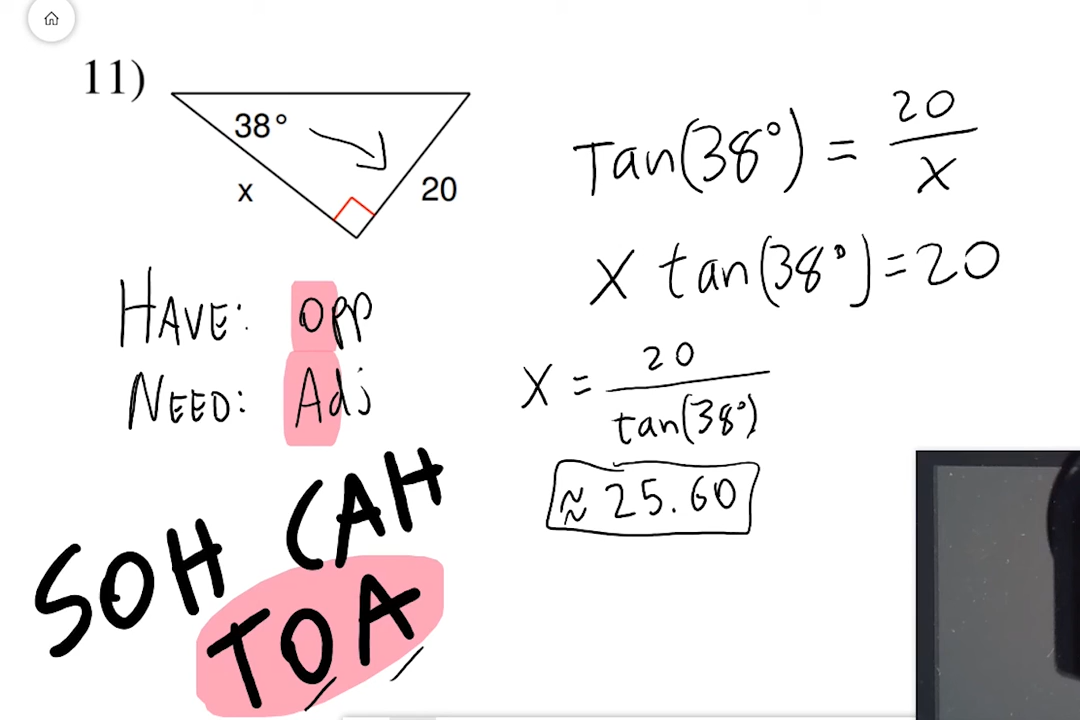 11)
38°
x
20
HAVE: Opp
NEED: Adj
SOH CAH
TOA
Tan(38°) = 20/x
x tan(38°) = 20
x = 20/tan(38°)
≈ 25.60